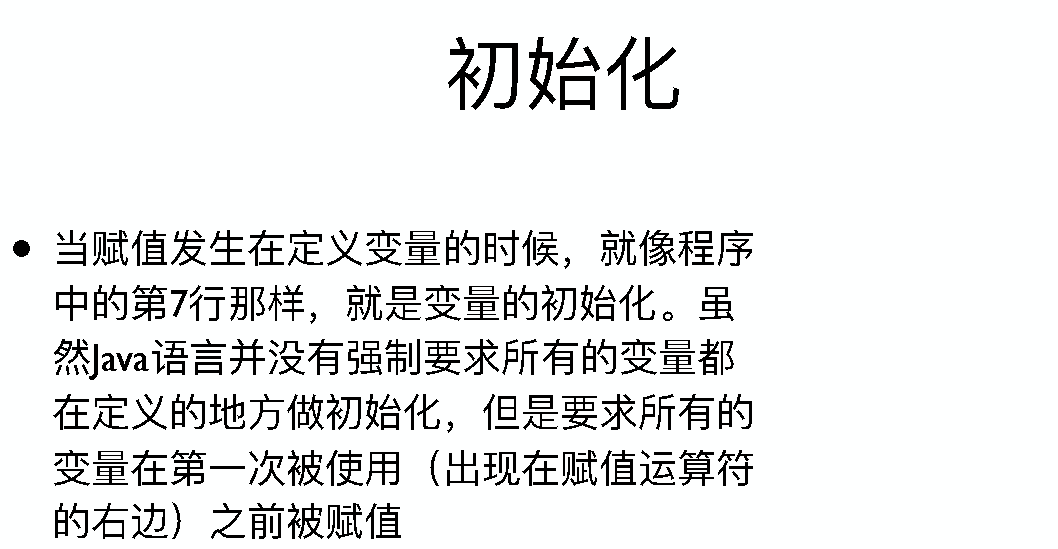 初始化
• 当赋值发生在定义变量的时候，就像程序
中的第7行那样，就是变量的初始化。虽
然Java语言并没有强制要求所有的变量都
在定义的地方做初始化，但是要求所有的
变量在第一次被使用（出现在赋值运算符
的右边）之前被赋值